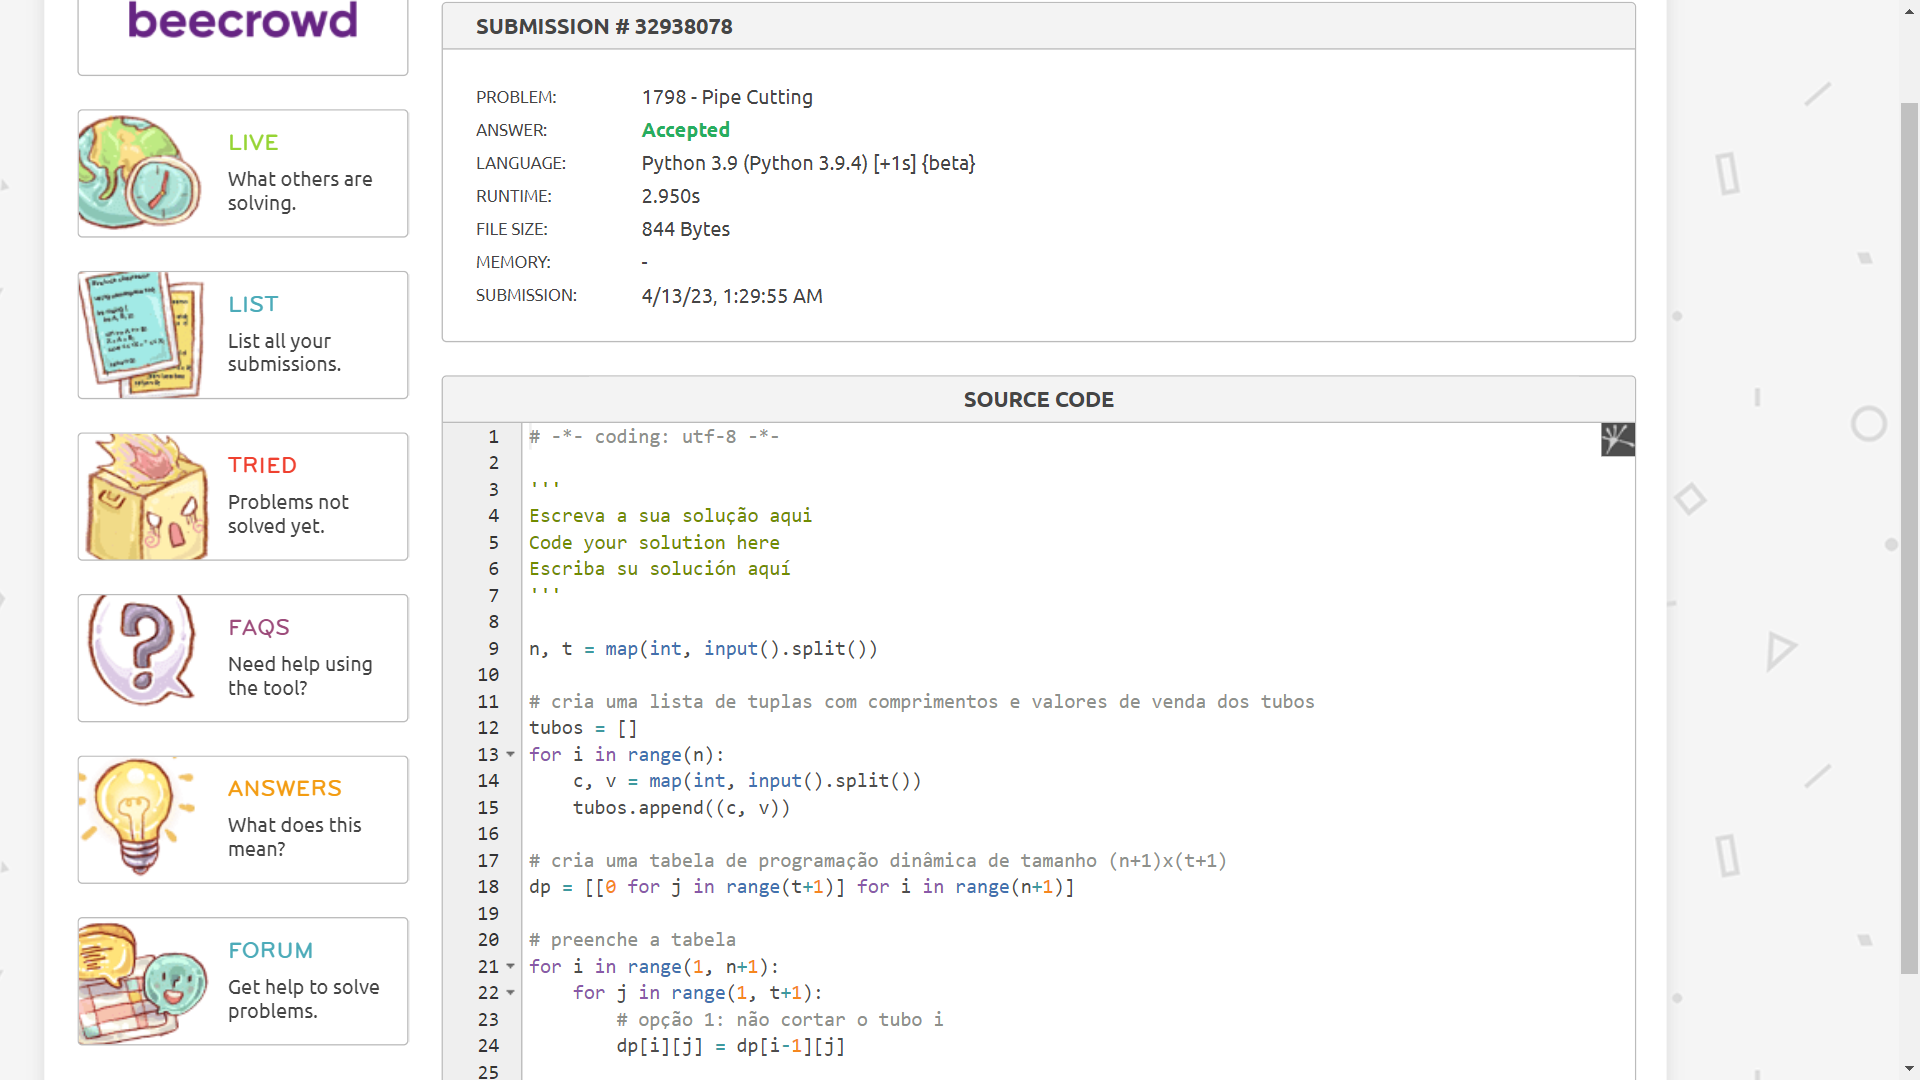 beecrowd
LIVE
What others are
solving.
LIST
List all your
submissions.
TRIED
Problems not
solved yet.
FAQS
Need help using
the tool?
ANSWERS
What does this
mean?
FORUM
Get help to solve
problems.
SUBMISSION # 32938078
PROBLEM: 1798 - Pipe Cutting
ANSWER: Accepted
LANGUAGE: Python 3.9 (Python 3.9.4) [+1s] {beta}
RUNTIME: 2.950s
FILE SIZE: 844 Bytes
MEMORY: -
SUBMISSION: 4/13/23, 1:29:55 AM
SOURCE CODE
1 # -*- coding: utf-8 -*-
2
3 '''
4 Escreva a sua solução aqui
5 Code your solution here
6 Escriba su solución aquí
7 '''
8
9 n, t = map(int, input().split())
10
11 # cria uma lista de tuplas com comprimentos e valores de venda dos tubos
12 tubos = []
13 for i in range(n):
14     c, v = map(int, input().split())
15     tubos.append((c, v))
16
17 # cria uma tabela de programação dinâmica de tamanho (n+1)x(t+1)
18 dp = [[0 for j in range(t+1)] for i in range(n+1)]
19
20 # preenche a tabela
21 for i in range(1, n+1):
22     for j in range(1, t+1):
23         # opção 1: não cortar o tubo i
24         dp[i][j] = dp[i-1][j]
25